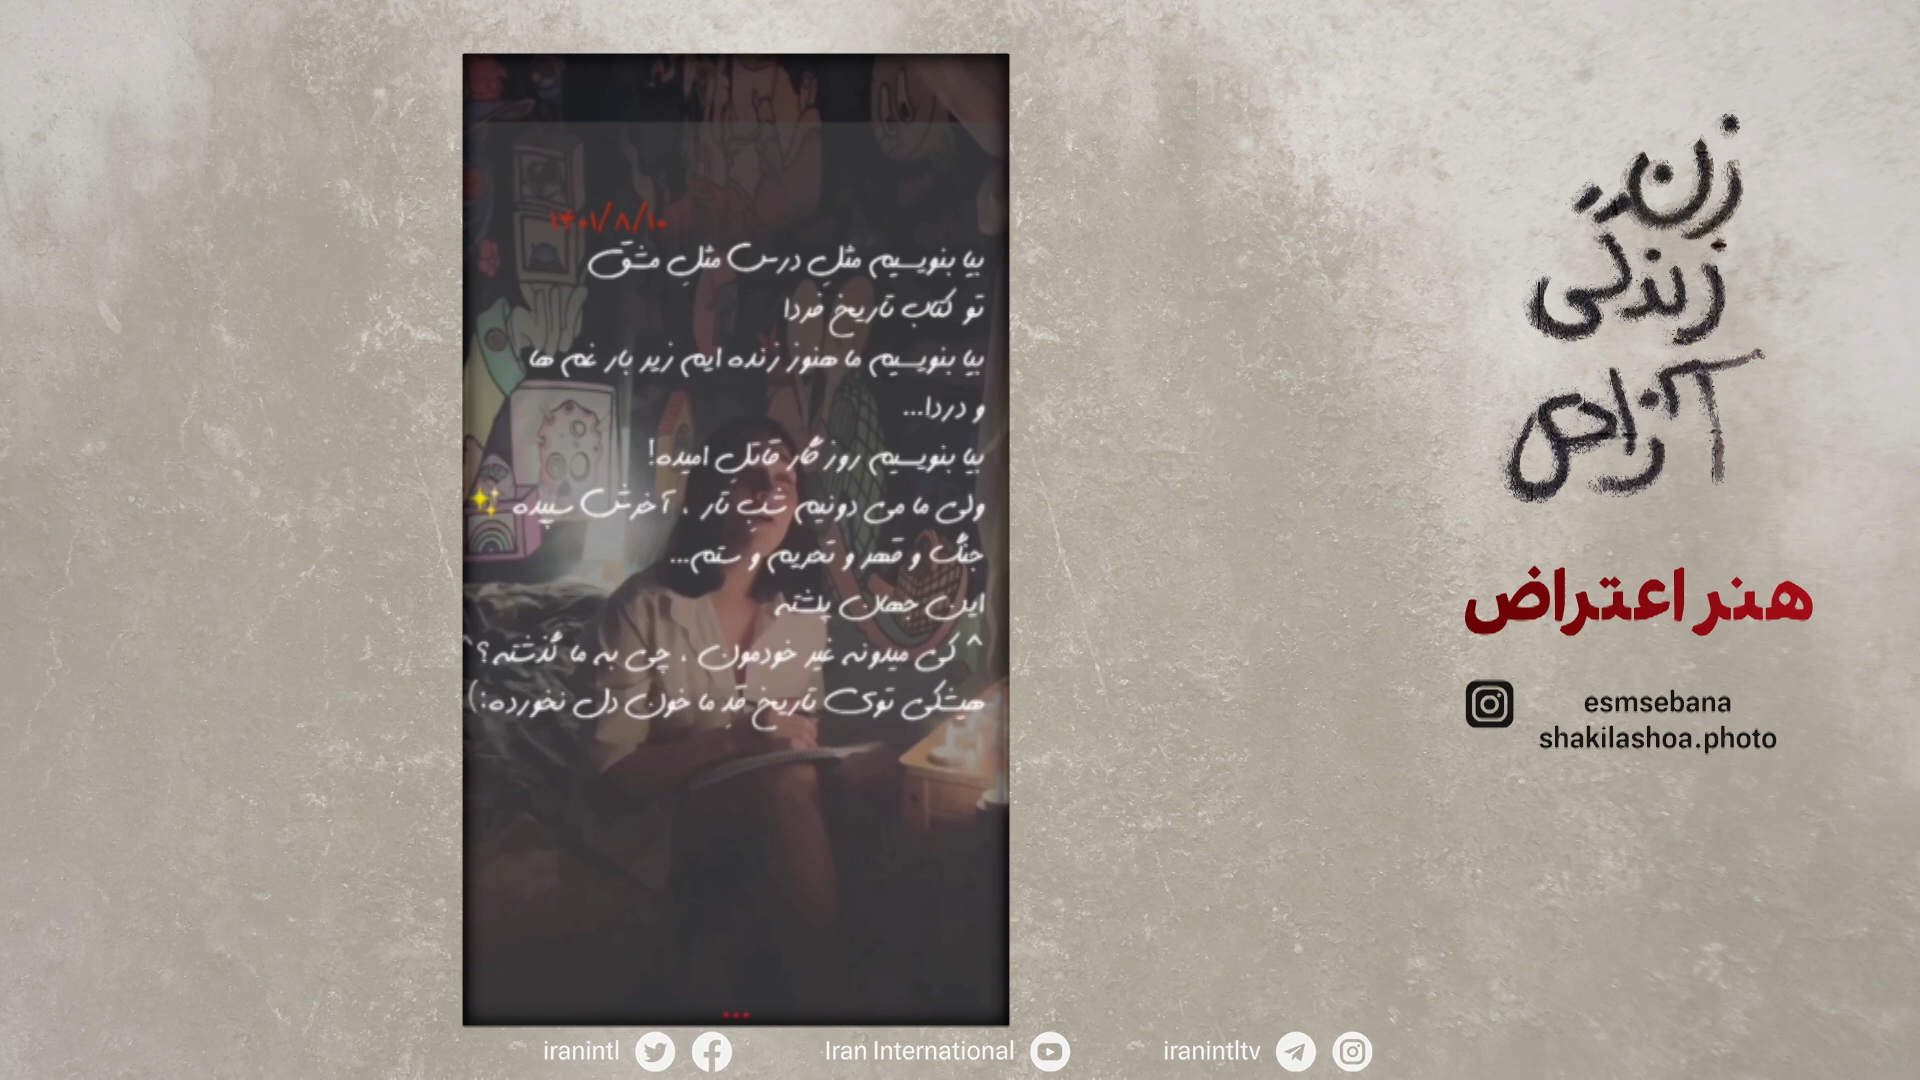 ۱۴۰۱/۸/۱۰
بیا بنویسیم مثلِ درس مثلِ مشق
تو کتاب تاریخ فردا
بیا بنویسیم ما هنوز زنده ایم زیر بار غم ها
و دردا...
بیا بنویسیم روزگار قاتلِ امیده!
ولی ما می دونیم شبِ تار ، آخرش سپیده ✨
جنگ و قهر و تحریم و ستم...
این جهان پلشته
^ کی میدونه غیر خودمون ، چی به ما گذشته؟^
هیشکی توی تاریخ قدِ ما خون دل نخورده:)
...
زن
زندگی
آزادی
هنر اعتراض
esmsebana
shakilashoa.photo
iranintl
Iran International
iranintltv